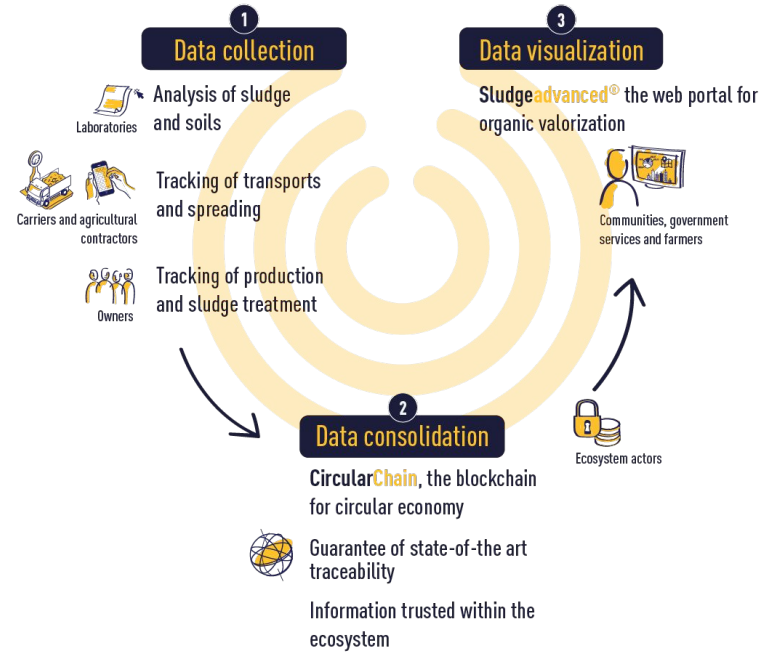 1
Data collection
Analysis of sludge
and soils
Laboratories
Tracking of transports
and spreading
Carriers and agricultural
contractors
Tracking of production
and sludge treatment
Owners
2
Data consolidation
CircularChain, the blockchain
for circular economy
Guarantee of state-of-the art
traceability
Information trusted within the
ecosystem
3
Data visualization
Sludgeadvanced® the web portal for
organic valorization
Communities, government
services and farmers
Ecosystem actors